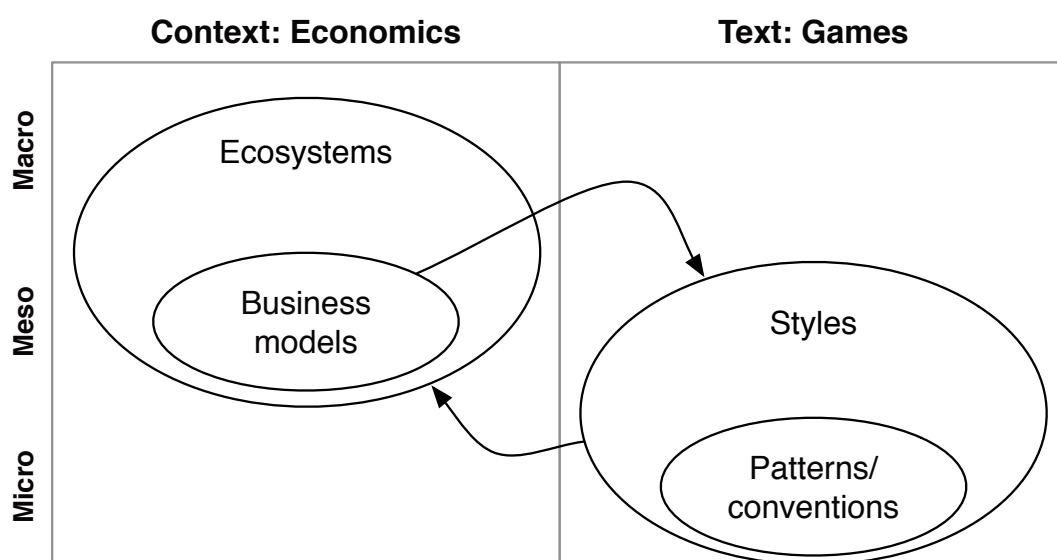 Context: Economics
Text: Games
Macro
Ecosystems
Meso
Business
models
Styles
Micro
Patterns/
conventions